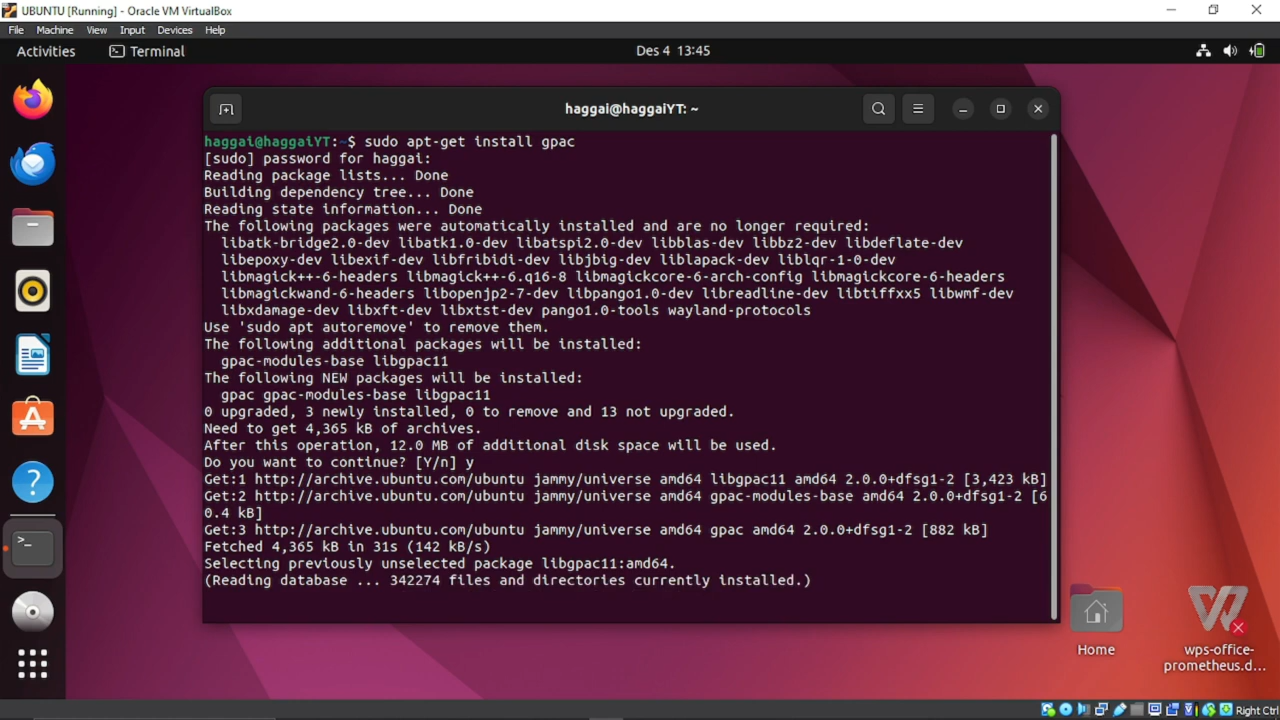 UBUNTU [Running] - Oracle VM VirtualBox
File Machine View Input Devices Help
Activities Terminal Des 4 13:45
haggai@haggaiYT: ~
haggai@haggaiYT:~$ sudo apt-get install gpac
[sudo] password for haggai:
Reading package lists... Done
Building dependency tree... Done
Reading state information... Done
The following packages were automatically installed and are no longer required:
libatk-bridge2.0-dev libatk1.0-dev libatspi2.0-dev libblas-dev libbz2-dev libdeflate-dev
libepoxy-dev libexif-dev libfribidi-dev libjbig-dev liblapack-dev liblqr-1-0-dev
libmagick++-6-headers libmagick++-6.q16-8 libmagickcore-6-arch-config libmagickcore-6-headers
libmagickwand-6-headers libopenjp2-7-dev libpango1.0-dev libreadline-dev libtiffxx5 libwmf-dev
libxdamage-dev libxft-dev libxtst-dev pango1.0-tools wayland-protocols
Use 'sudo apt autoremove' to remove them.
The following additional packages will be installed:
gpac-modules-base libgpac11
The following NEW packages will be installed:
gpac gpac-modules-base libgpac11
0 upgraded, 3 newly installed, 0 to remove and 13 not upgraded.
Need to get 4,365 kB of archives.
After this operation, 12.0 MB of additional disk space will be used.
Do you want to continue? [Y/n] y
Get:1 http://archive.ubuntu.com/ubuntu jammy/universe amd64 libgpac11 amd64 2.0.0+dfsg1-2 [3,423 kB]
Get:2 http://archive.ubuntu.com/ubuntu jammy/universe amd64 gpac-modules-base amd64 2.0.0+dfsg1-2 [6
0.4 kB]
Get:3 http://archive.ubuntu.com/ubuntu jammy/universe amd64 gpac amd64 2.0.0+dfsg1-2 [882 kB]
Fetched 4,365 kB in 31s (142 kB/s)
Selecting previously unselected package libgpac11:amd64.
(Reading database ... 342274 files and directories currently installed.)
Home
wps-office-
prometheus.d...
Right Ctrl